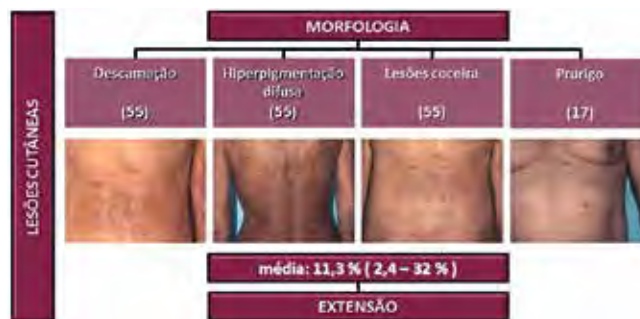 LESÕES CUTÂNEAS
MORFOLOGIA
Descamação
(55)
Hiperpigmentação
difusa
(55)
Lesões coceira
(55)
Prurigo
(17)
média: 11,3 % ( 2,4 – 32 % )
EXTENSÃO